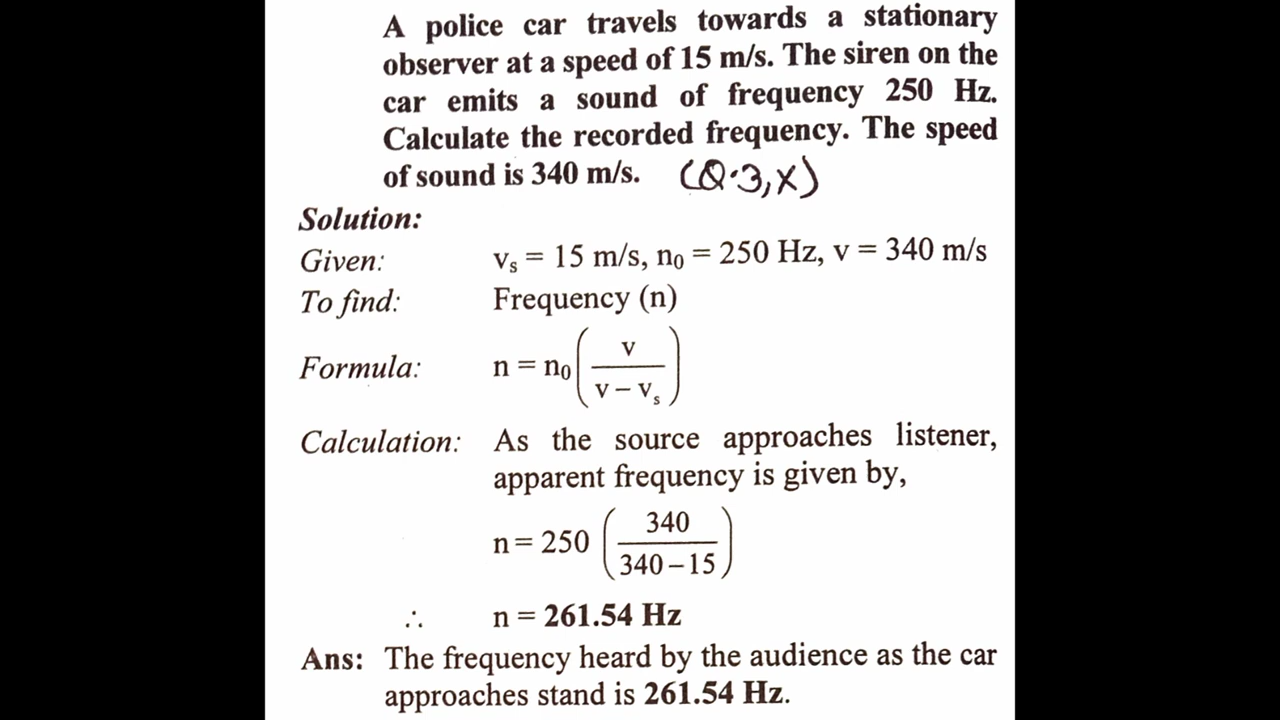 A police car travels towards a stationary
observer at a speed of 15 m/s. The siren on the
car emits a sound of frequency 250 Hz.
Calculate the recorded frequency. The speed
of sound is 340 m/s. (Q.3,X)
Solution:
Given: vₛ = 15 m/s, n₀ = 250 Hz, v = 340 m/s
To find: Frequency (n)
Formula: n = n₀ (v / (v – vₛ))
Calculation: As the source approaches listener,
apparent frequency is given by,
n = 250 (340 / (340 – 15))
∴ n = 261.54 Hz
Ans: The frequency heard by the audience as the car
approaches stand is 261.54 Hz.